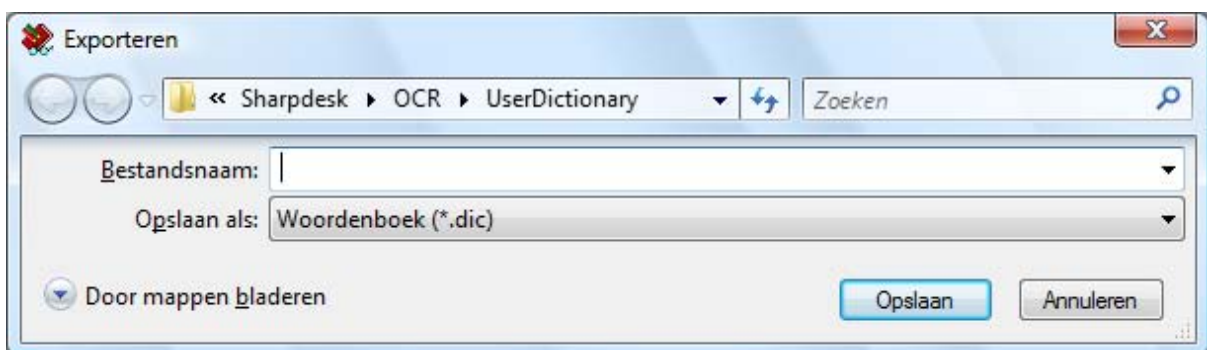 Exporteren
« Sharpdesk ▸ OCR ▸ UserDictionary Zoeken
Bestandsnaam:
Opslaan als: Woordenboek (*.dic)
Door mappen bladeren Opslaan Annuleren